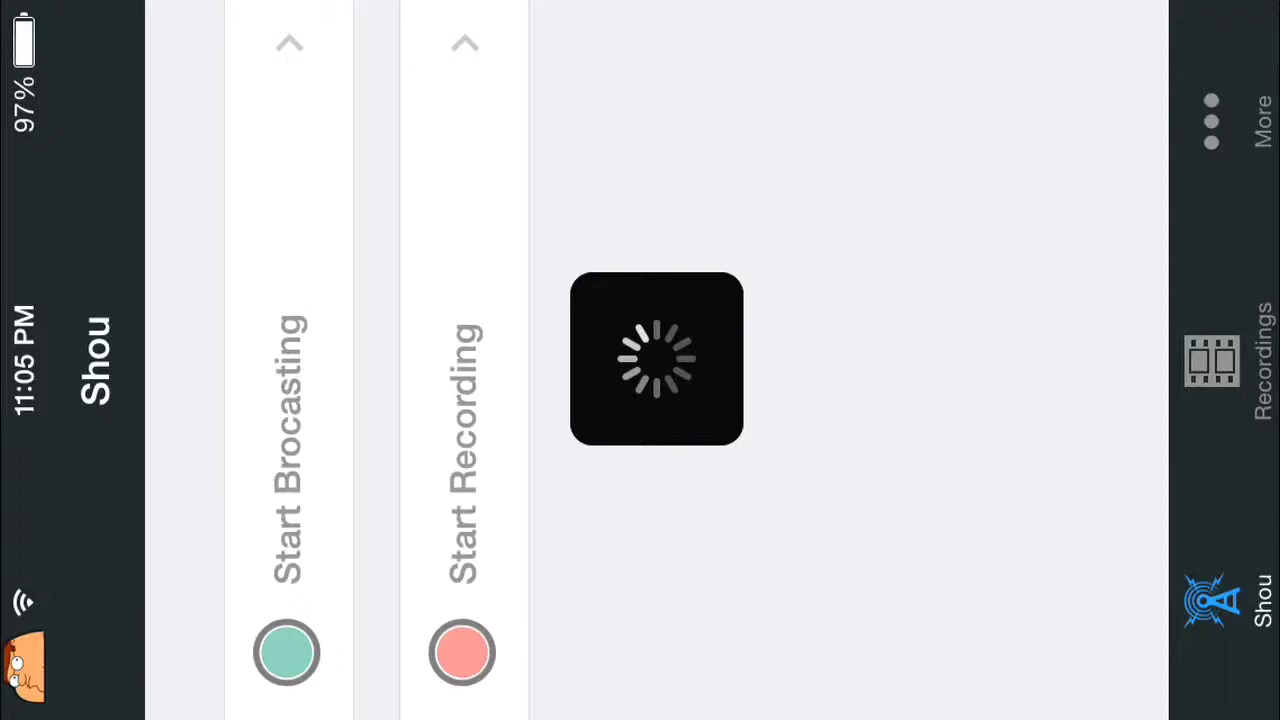 11:05 PM
97%
Shou
Start Brocasting
Start Recording
Shou
Recordings
More